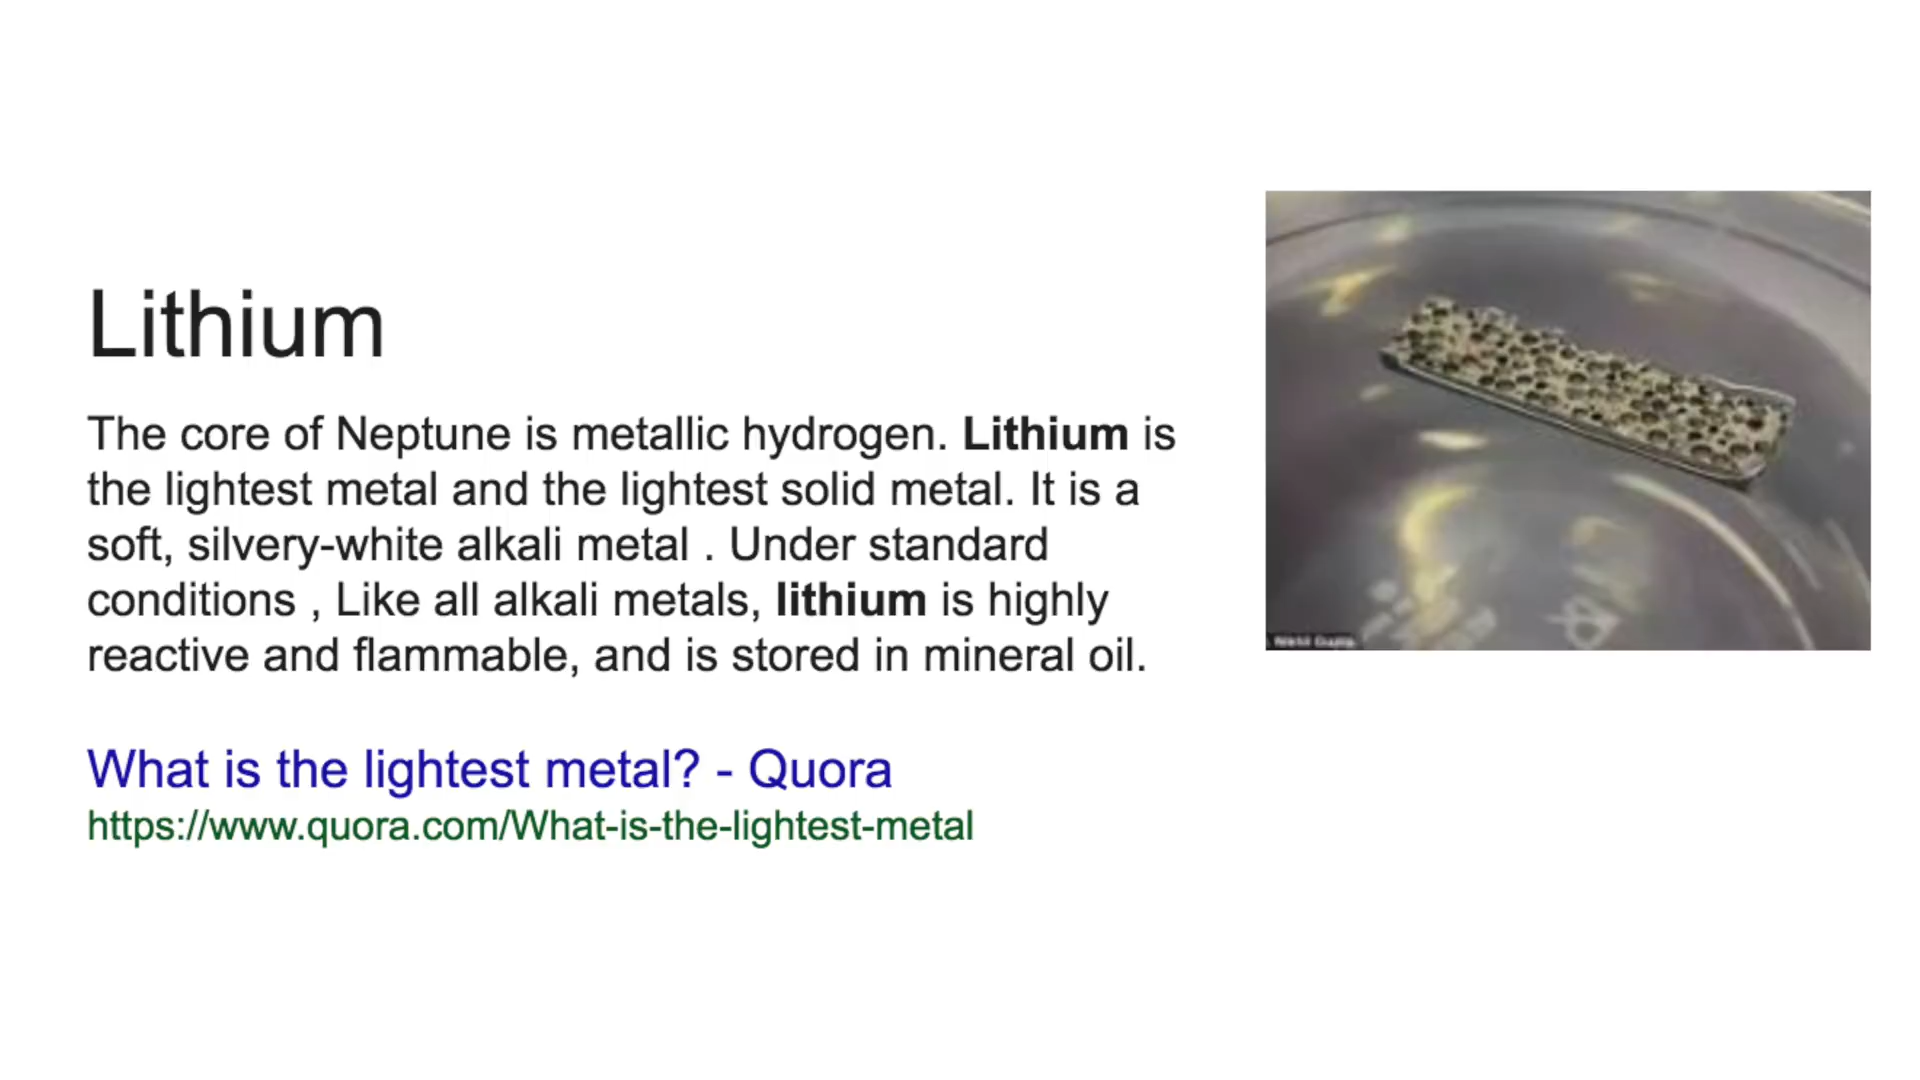 Lithium
The core of Neptune is metallic hydrogen. Lithium is
the lightest metal and the lightest solid metal. It is a
soft, silvery-white alkali metal . Under standard
conditions , Like all alkali metals, lithium is highly
reactive and flammable, and is stored in mineral oil.
What is the lightest metal? - Quora
https://www.quora.com/What-is-the-lightest-metal
Nikhil Gupta